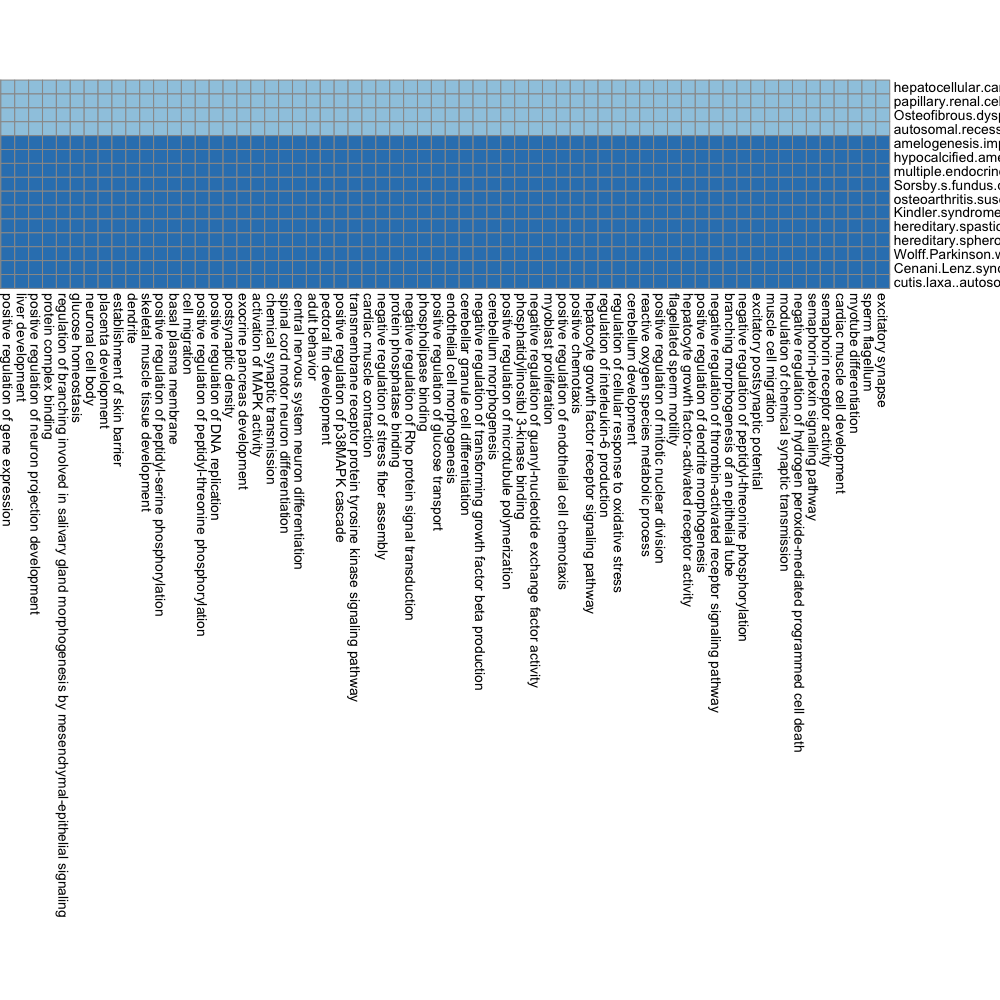 hepatocellular.car
papillary.renal.cel
Osteofibrous.dysp
autosomal.recess
amelogenesis.imp
hypocalcified.ame
multiple.endocrine
Sorsby.s.fundus.d
osteoarthritis.susc
Kindler.syndrome
hereditary.spastic
hereditary.sphero
Wolff.Parkinson.w
Cenani.Lenz.sync
cutis.laxa..autoso
positive regulation of gene expression
liver development
positive regulation of neuron projection development
protein complex binding
regulation of branching involved in salivary gland morphogenesis by mesenchymal-epithelial signaling
glucose homeostasis
neuronal cell body
placenta development
establishment of skin barrier
dendrite
skeletal muscle tissue development
positive regulation of peptidyl-serine phosphorylation
basal plasma membrane
cell migration
positive regulation of peptidyl-threonine phosphorylation
positive regulation of DNA replication
postsynaptic density
exocrine pancreas development
activation of MAPK activity
chemical synaptic transmission
spinal cord motor neuron differentiation
central nervous system neuron differentiation
adult behavior
pectoral fin development
positive regulation of p38MAPK cascade
transmembrane receptor protein tyrosine kinase signaling pathway
cardiac muscle contraction
negative regulation of stress fiber assembly
protein phosphatase binding
negative regulation of Rho protein signal transduction
phospholipase binding
positive regulation of glucose transport
endothelial cell morphogenesis
cerebellar granule cell differentiation
negative regulation of transforming growth factor beta production
cerebellum morphogenesis
positive regulation of microtubule polymerization
phosphatidylinositol 3-kinase binding
negative regulation of guanyl-nucleotide exchange factor activity
myoblast proliferation
positive regulation of endothelial cell chemotaxis
positive chemotaxis
hepatocyte growth factor receptor signaling pathway
regulation of interleukin-6 production
regulation of cellular response to oxidative stress
cerebellum development
reactive oxygen species metabolic process
positive regulation of mitotic nuclear division
flagellated sperm motility
hepatocyte growth factor-activated receptor activity
positive regulation of dendrite morphogenesis
negative regulation of thrombin-activated receptor signaling pathway
branching morphogenesis of an epithelial tube
negative regulation of peptidyl-threonine phosphorylation
excitatory postsynaptic potential
muscle cell migration
modulation of chemical synaptic transmission
negative regulation of hydrogen peroxide-mediated programmed cell death
semaphorin-plexin signaling pathway
semaphorin receptor activity
cardiac muscle cell development
myotube differentiation
sperm flagellum
excitatory synapse